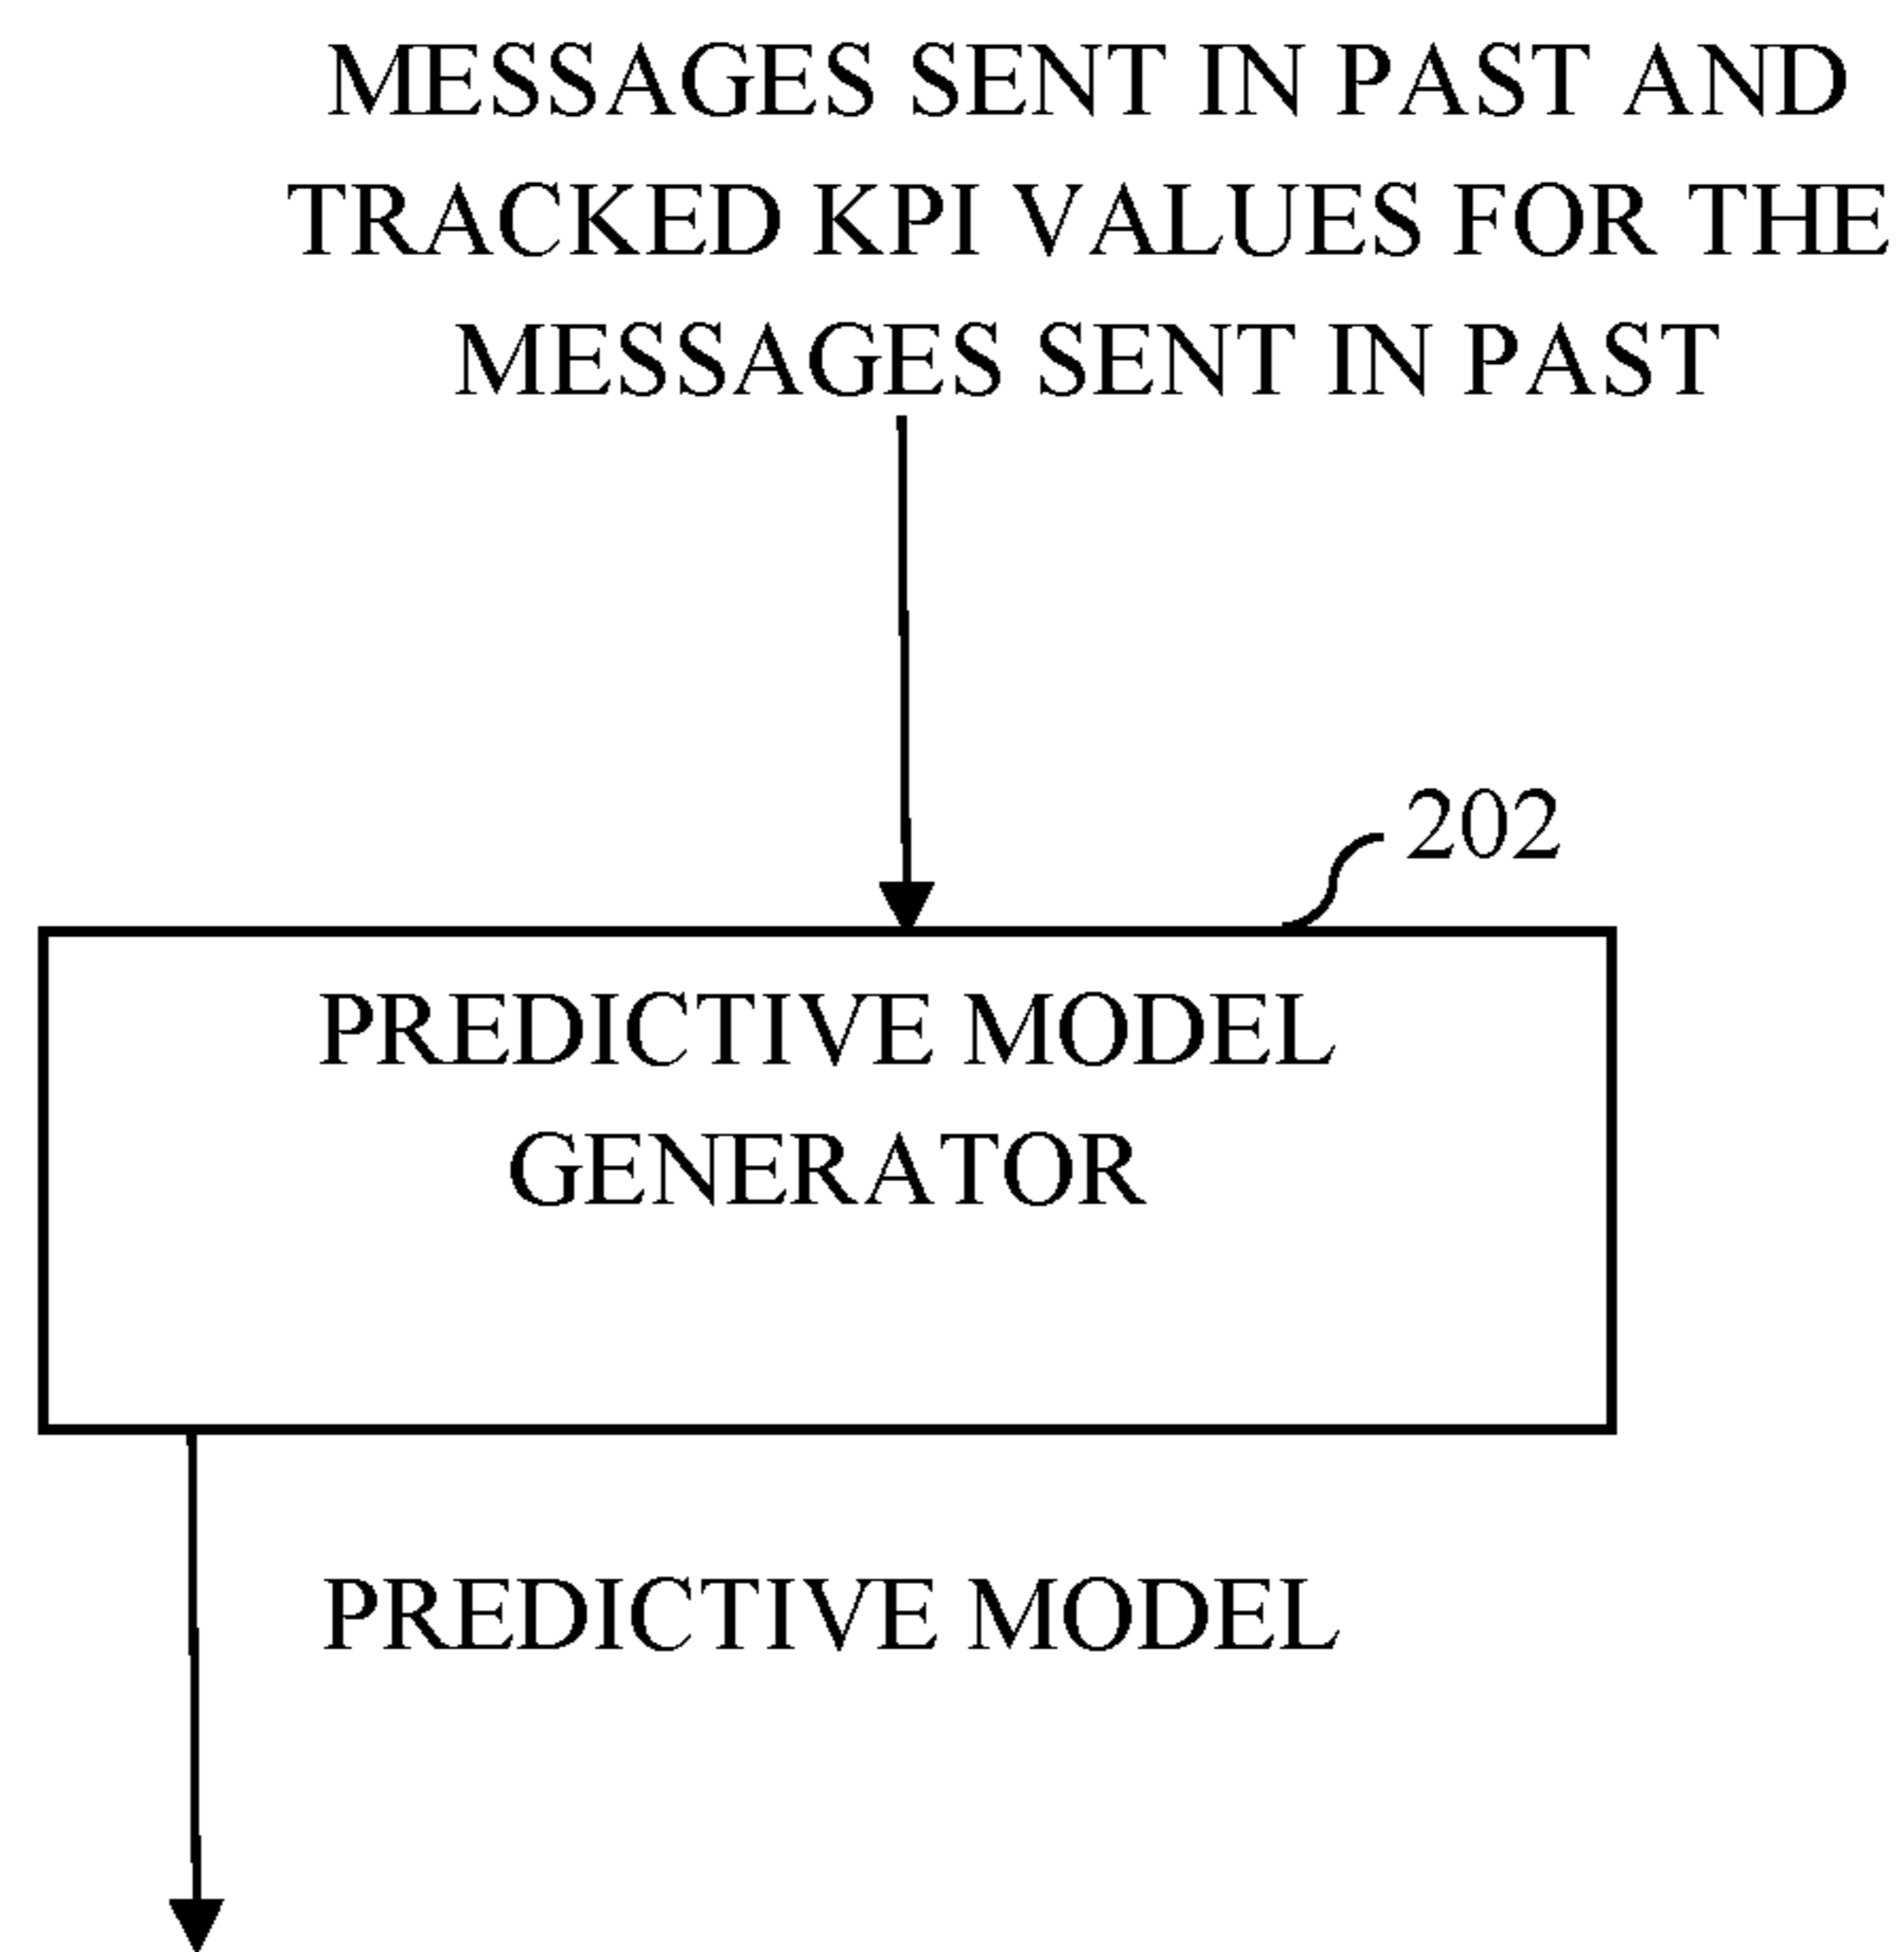 MESSAGES SENT IN PAST AND
TRACKED KPI VALUES FOR THE
MESSAGES SENT IN PAST
202
PREDICTIVE MODEL
GENERATOR
PREDICTIVE MODEL